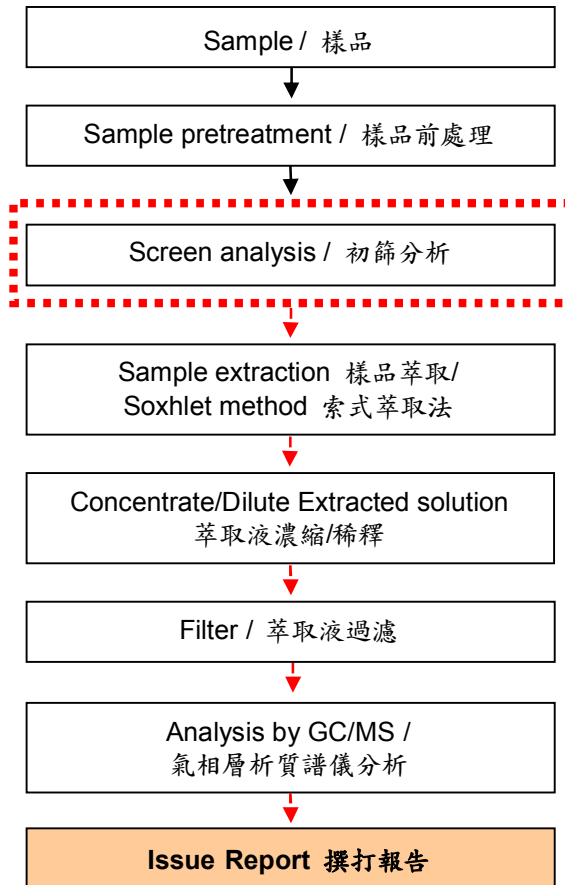 Sample / 樣品
Sample pretreatment / 樣品前處理
Screen analysis / 初篩分析
Sample extraction 樣品萃取/
Soxhlet method 索式萃取法
Concentrate/Dilute Extracted solution
萃取液濃縮/稀釋
Filter / 萃取液過濾
Analysis by GC/MS /
氣相層析質譜儀分析
Issue Report 撰打報告